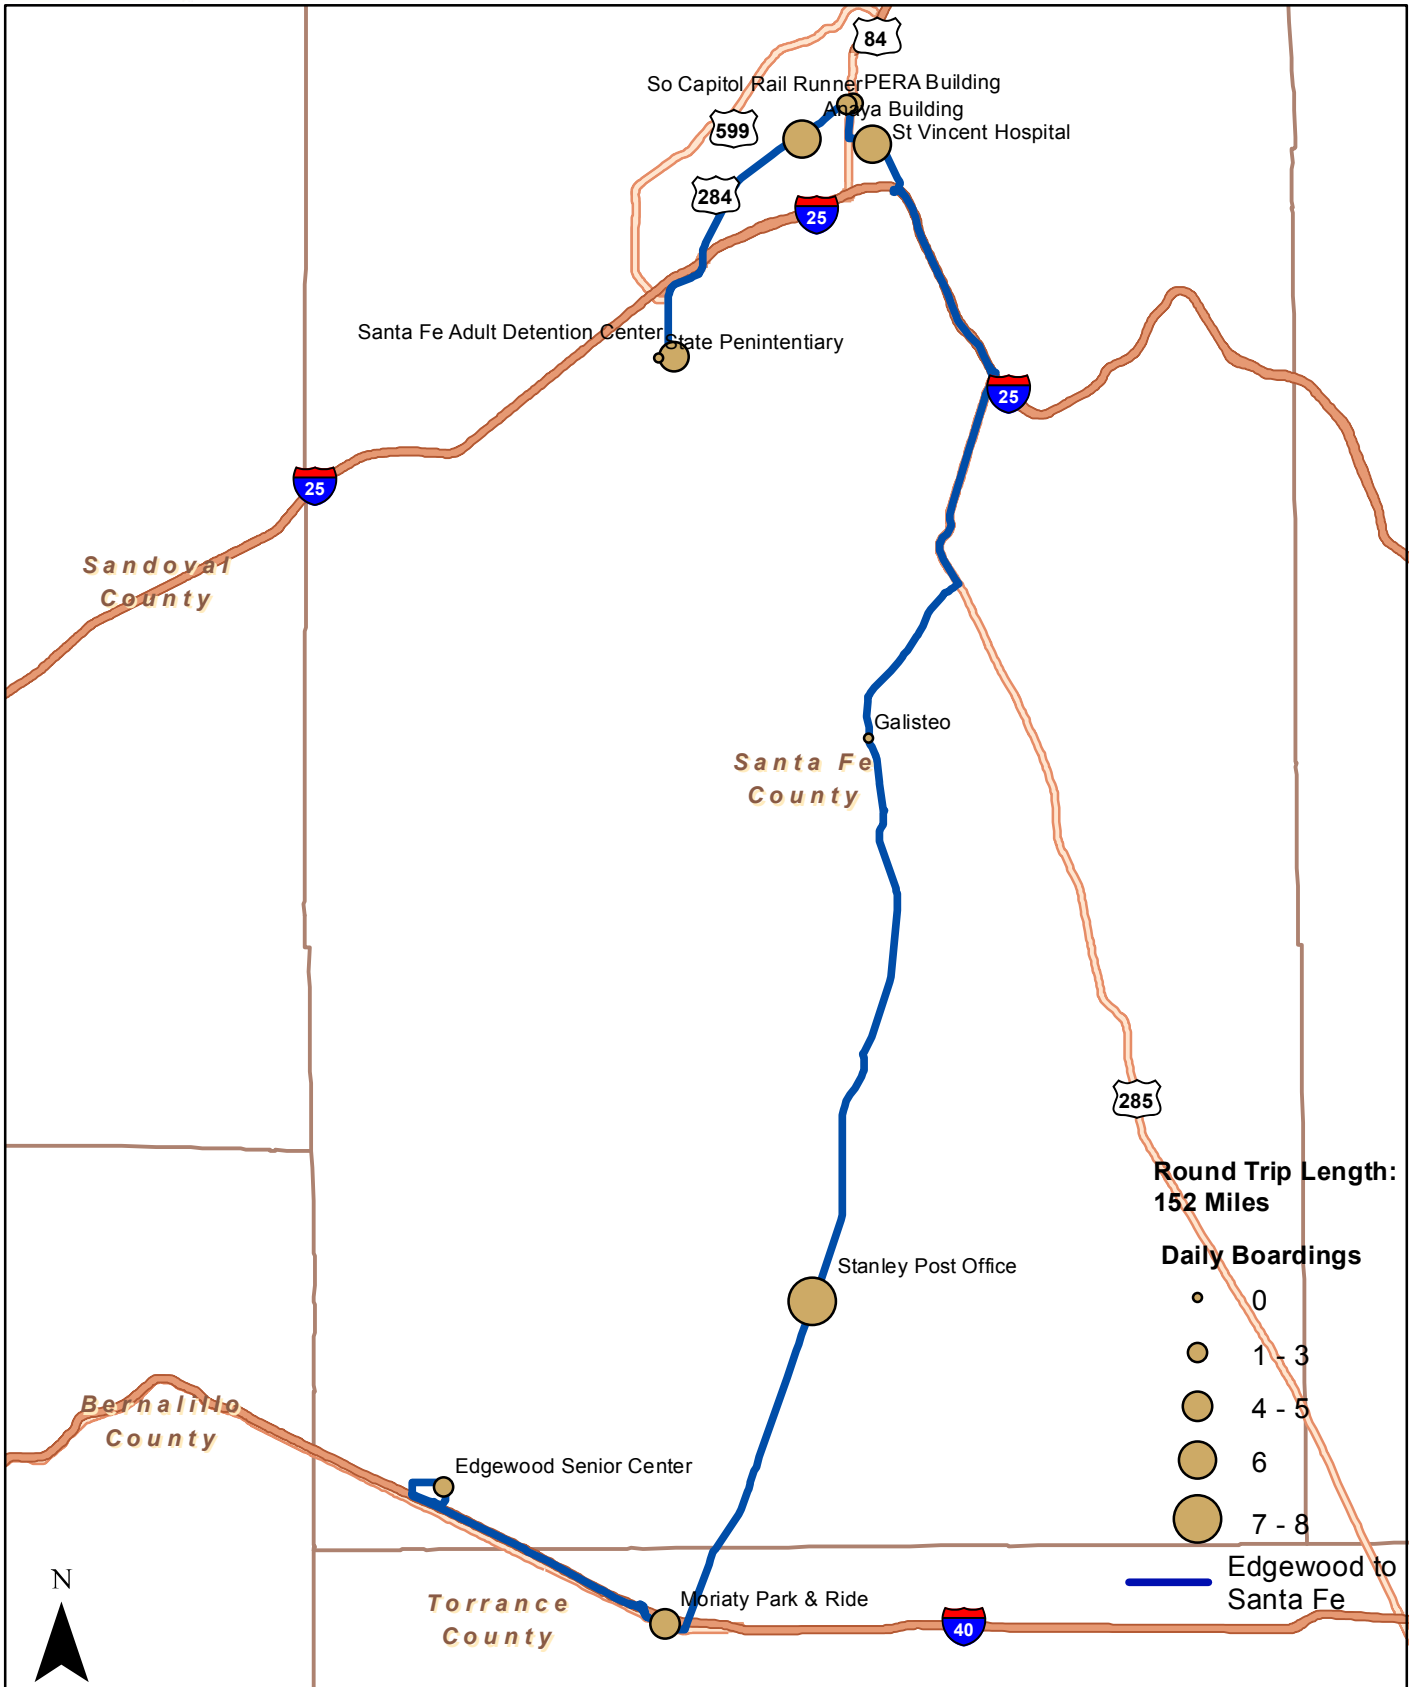 84
So Capitol Rail Runner
PERA Building
Anaya Building
599
St Vincent Hospital
284
25
Santa Fe Adult Detention Center
State Penintentiary
25
25
Sandoval
County
Galisteo
Santa Fe
County
285
Round Trip Length:
152 Miles
Daily Boardings
Stanley Post Office
0
1 - 3
4 - 5
6
7 - 8
Bernalillo
County
Edgewood Senior Center
Edgewood to
Santa Fe
N
Torrance
County
Moriaty Park & Ride
40